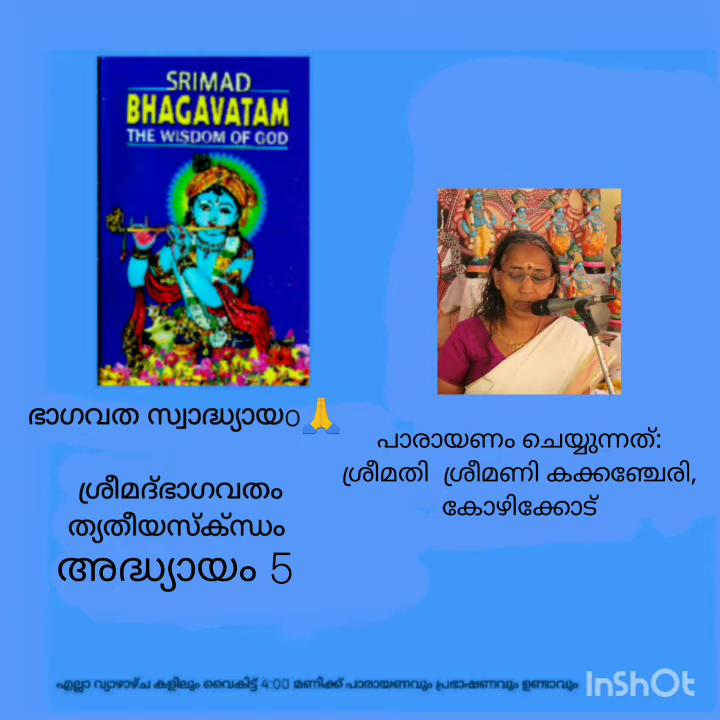 SRIMAD
BHAGAVATAM
THE WISDOM OF GOD
ഭാഗവത സ്വാദ്ധ്യായംo🙏
ശ്രീമദ്ഭാഗവതം
ത്യതീയസ്ക്ന്ധം
അദ്ധ്യായം 5
പാരായണം ചെയ്യുന്നത്:
ശ്രീമതി ശ്രീമണി കക്കഞ്ചേരി,
കോഴിക്കോട്
എല്ലാ വ്യാഴാഴ്ച കളിലും വൈകിട്ട് 4:00 മണിക്ക് പാരായണവും പ്രഭാഷണവും ഉണ്ടാവും
InShOt